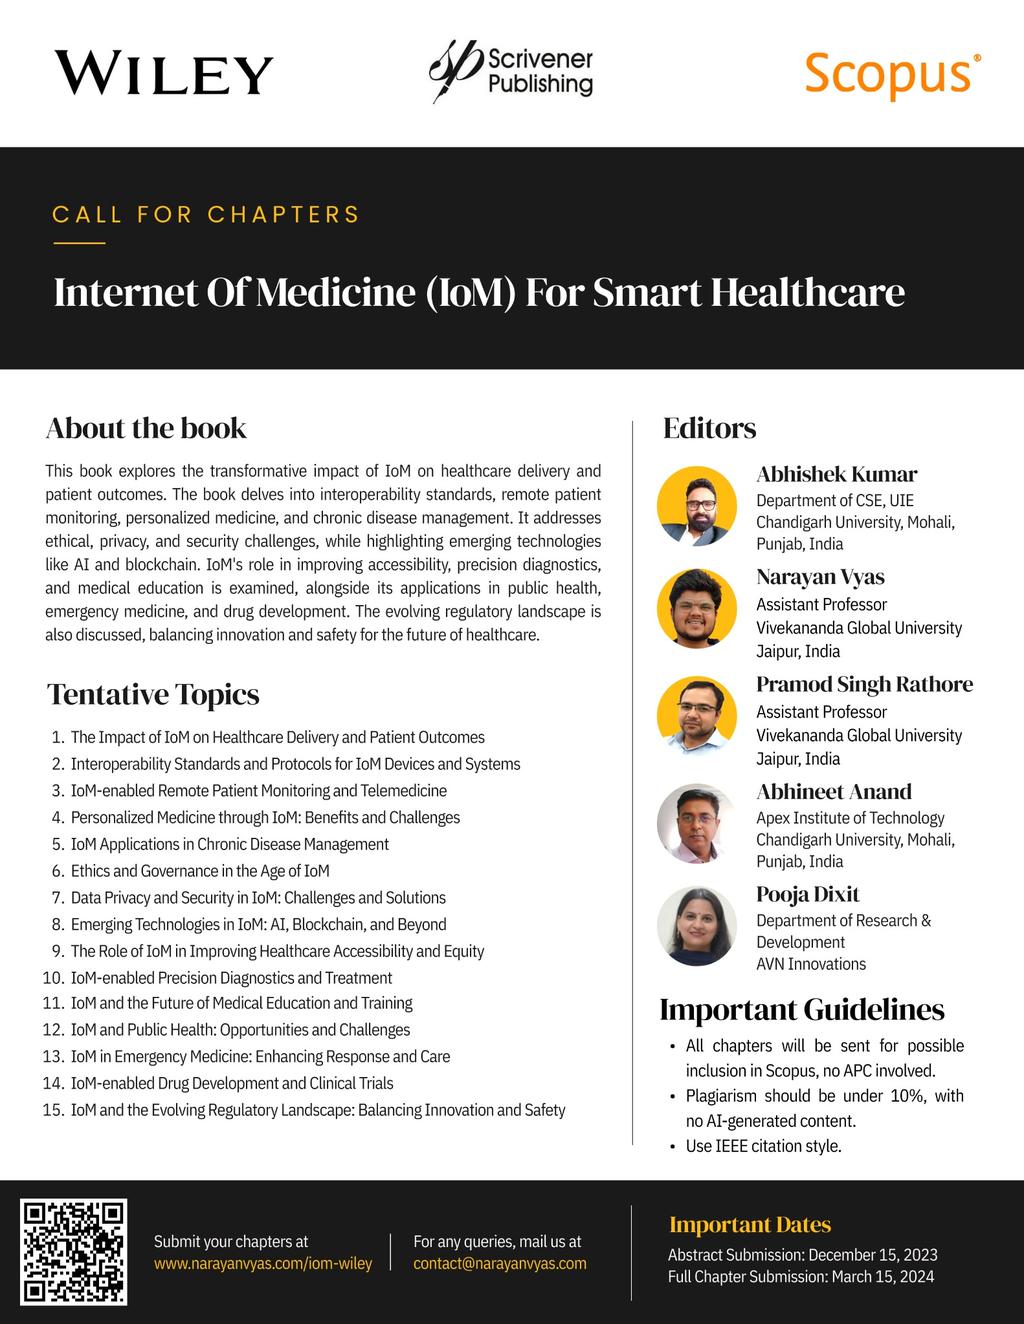 WILEY
Scrivener
Publishing
Scopus®
CALL FOR CHAPTERS
Internet Of Medicine (IoM) For Smart Healthcare
About the book
This book explores the transformative impact of IoM on healthcare delivery and
patient outcomes. The book delves into interoperability standards, remote patient
monitoring, personalized medicine, and chronic disease management. It addresses
ethical, privacy, and security challenges, while highlighting emerging technologies
like AI and blockchain. IoM's role in improving accessibility, precision diagnostics,
and medical education is examined, alongside its applications in public health,
emergency medicine, and drug development. The evolving regulatory landscape is
also discussed, balancing innovation and safety for the future of healthcare.
Tentative Topics
1. The Impact of IoM on Healthcare Delivery and Patient Outcomes
2. Interoperability Standards and Protocols for IoM Devices and Systems
3. IoM-enabled Remote Patient Monitoring and Telemedicine
4. Personalized Medicine through IoM: Benefits and Challenges
5. IoM Applications in Chronic Disease Management
6. Ethics and Governance in the Age of IoM
7. Data Privacy and Security in IoM: Challenges and Solutions
8. Emerging Technologies in IoM: AI, Blockchain, and Beyond
9. The Role of IoM in Improving Healthcare Accessibility and Equity
10. IoM-enabled Precision Diagnostics and Treatment
11. IoM and the Future of Medical Education and Training
12. IoM and Public Health: Opportunities and Challenges
13. IoM in Emergency Medicine: Enhancing Response and Care
14. IoM-enabled Drug Development and Clinical Trials
15. IoM and the Evolving Regulatory Landscape: Balancing Innovation and Safety
Editors
Abhishek Kumar
Department of CSE, UIE
Chandigarh University, Mohali,
Punjab, India
Narayan Vyas
Assistant Professor
Vivekananda Global University
Jaipur, India
Pramod Singh Rathore
Assistant Professor
Vivekananda Global University
Jaipur, India
Abhineet Anand
Apex Institute of Technology
Chandigarh University, Mohali,
Punjab, India
Pooja Dixit
Department of Research &
Development
AVN Innovations
Important Guidelines
• All chapters will be sent for possible
inclusion in Scopus, no APC involved.
• Plagiarism should be under 10%, with
no AI-generated content.
• Use IEEE citation style.
Submit your chapters at
www.narayanvyas.com/iom-wiley
For any queries, mail us at
contact@narayanvyas.com
Important Dates
Abstract Submission: December 15, 2023
Full Chapter Submission: March 15, 2024